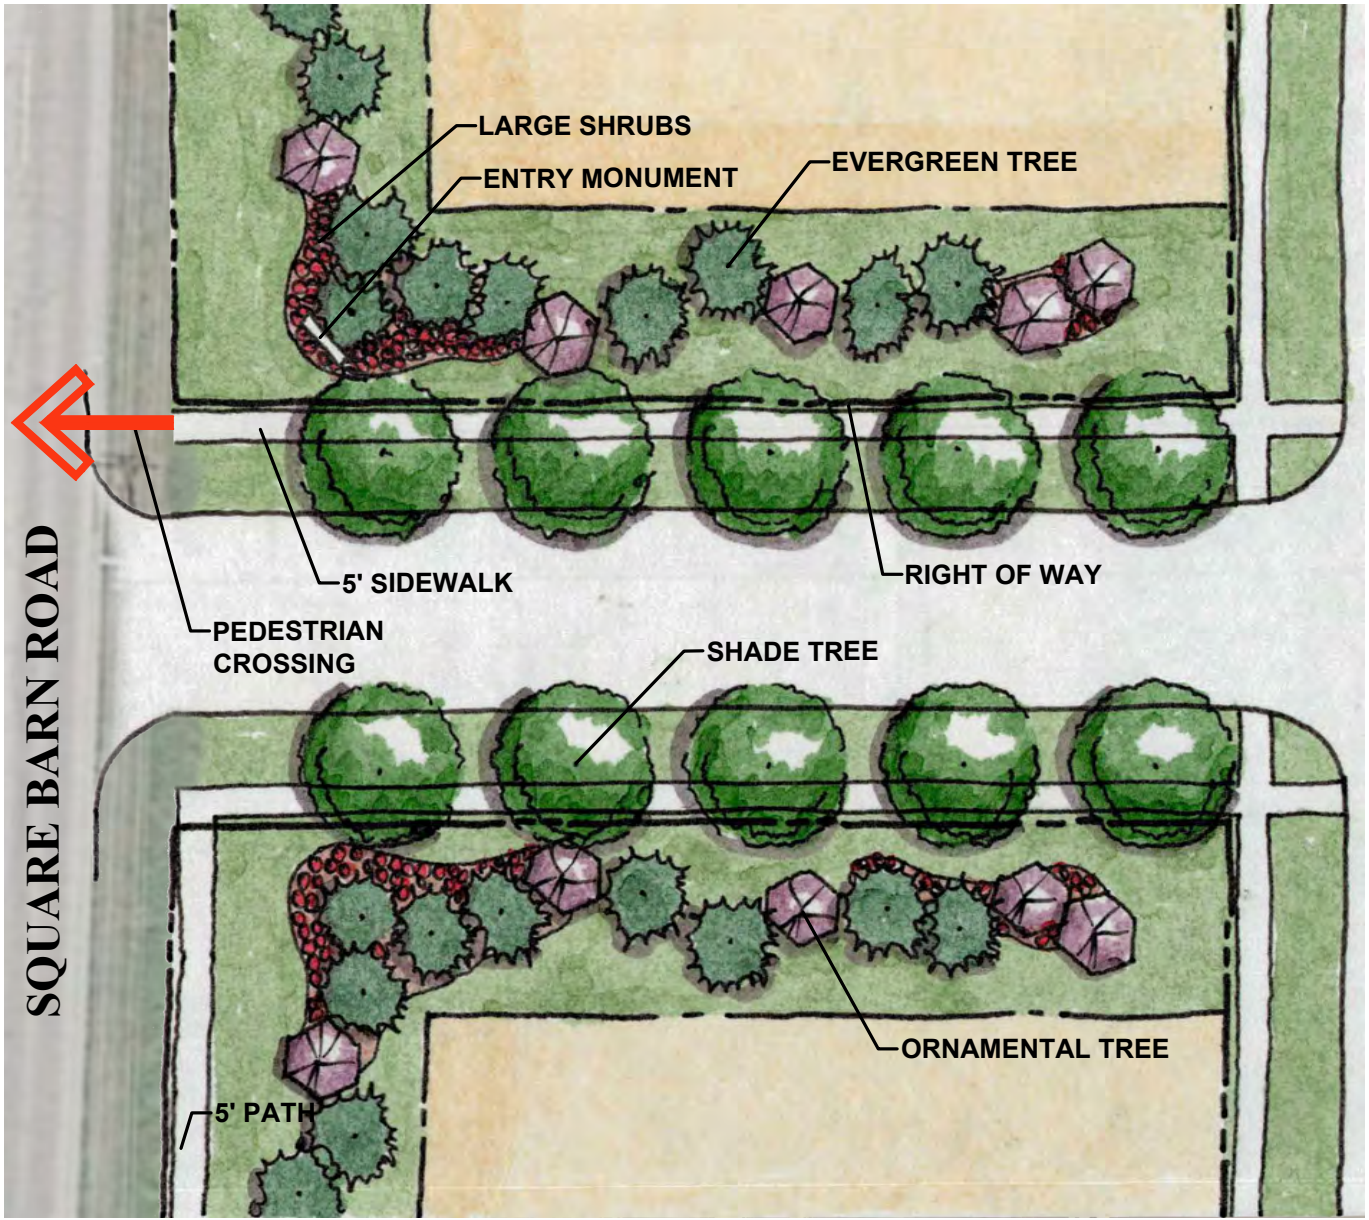 LARGE SHRUBS
ENTRY MONUMENT
EVERGREEN TREE
5' SIDEWALK
RIGHT OF WAY
PEDESTRIAN
CROSSING
SHADE TREE
SQUARE BARN ROAD
ORNAMENTAL TREE
5' PATH